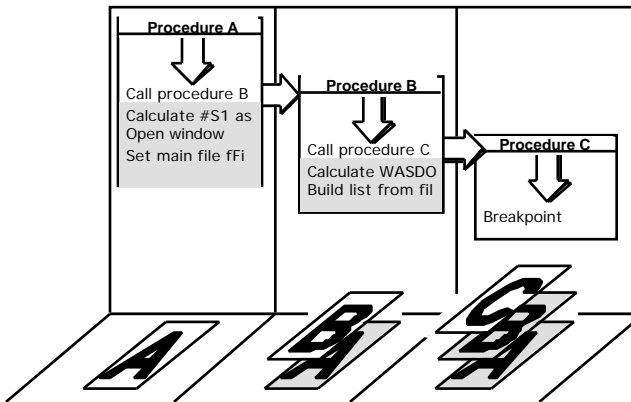 Procedure A
Call procedure B
Calculate #S1 as
Open window
Set main file fFi
Procedure B
Call procedure C
Calculate WASDO
Build list from fil
Procedure C
Breakpoint
A
B
A
C
B
A